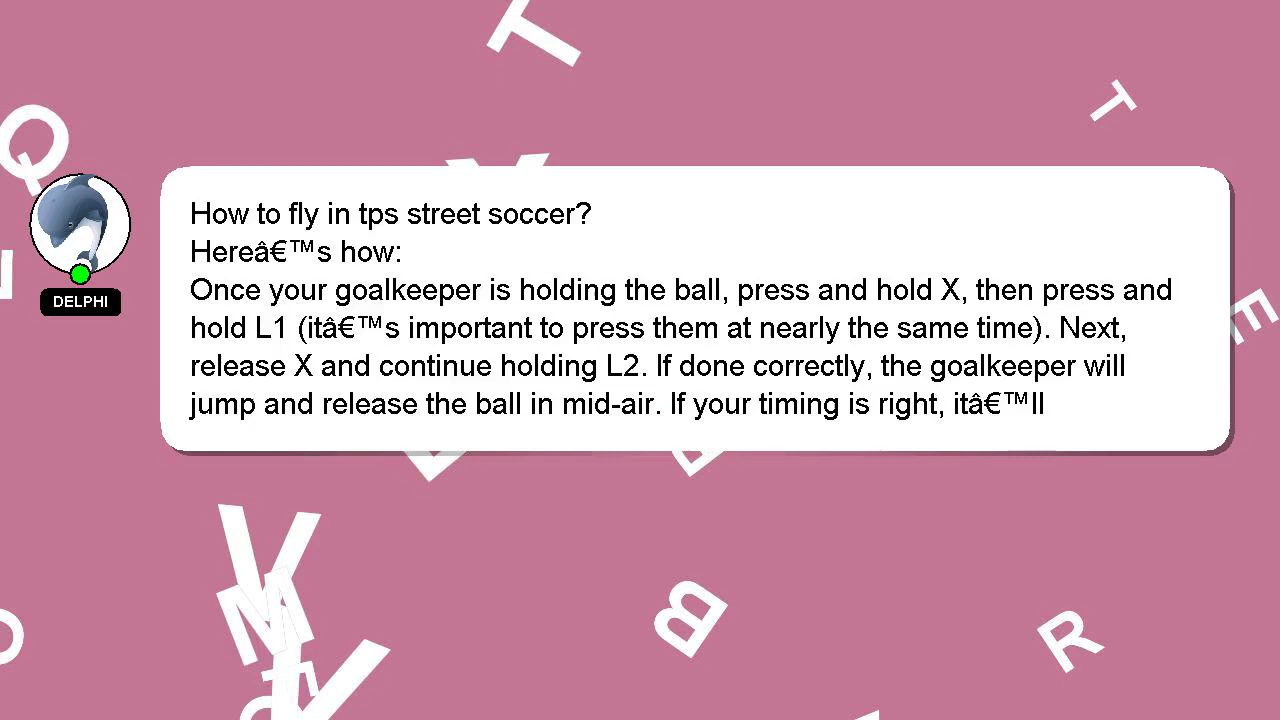 T
T
Q
DELPHI
How to fly in tps street soccer?
Hereâ€™s how:
Once your goalkeeper is holding the ball, press and hold X, then press and
hold L1 (itâ€™s important to press them at nearly the same time). Next,
release X and continue holding L2. If done correctly, the goalkeeper will
jump and release the ball in mid-air. If your timing is right, itâ€™ll
E
V
M
B
R
V